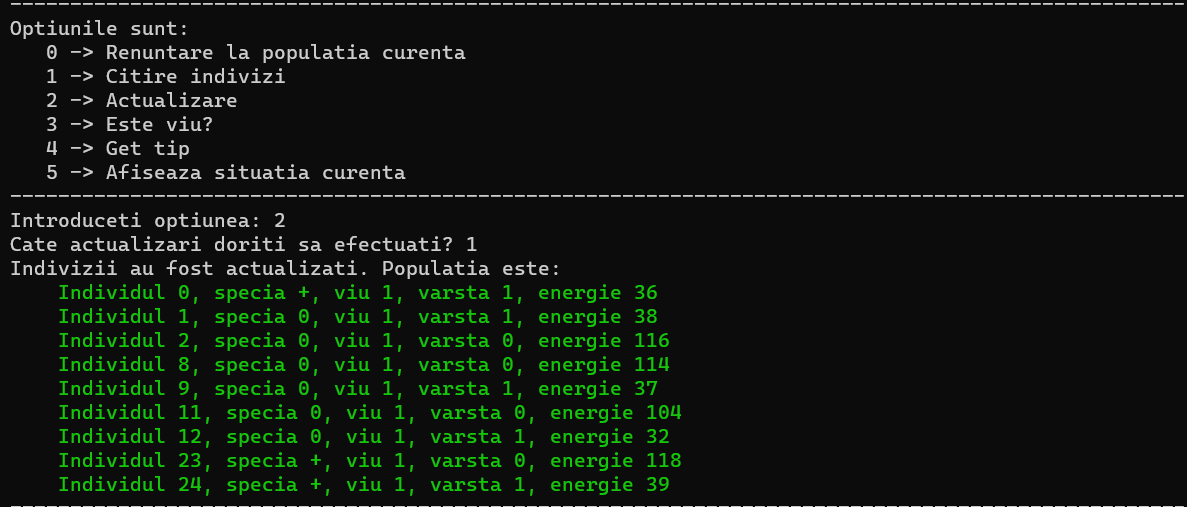 Optiunile sunt:
0 -> Renuntare la populatia curenta
1 -> Citire indivizi
2 -> Actualizare
3 -> Este viu?
4 -> Get tip
5 -> Afiseaza situatia curenta
Introduceti optiunea: 2
Cate actualizari doriti sa efectuati? 1
Indivizii au fost actualizati. Populatia este:
Individul 0, specia +, viu 1, varsta 1, energie 36
Individul 1, specia 0, viu 1, varsta 1, energie 38
Individul 2, specia 0, viu 1, varsta 0, energie 116
Individul 8, specia 0, viu 1, varsta 0, energie 114
Individul 9, specia 0, viu 1, varsta 1, energie 37
Individul 11, specia 0, viu 1, varsta 0, energie 104
Individul 12, specia 0, viu 1, varsta 1, energie 32
Individul 23, specia +, viu 1, varsta 0, energie 118
Individul 24, specia +, viu 1, varsta 1, energie 39